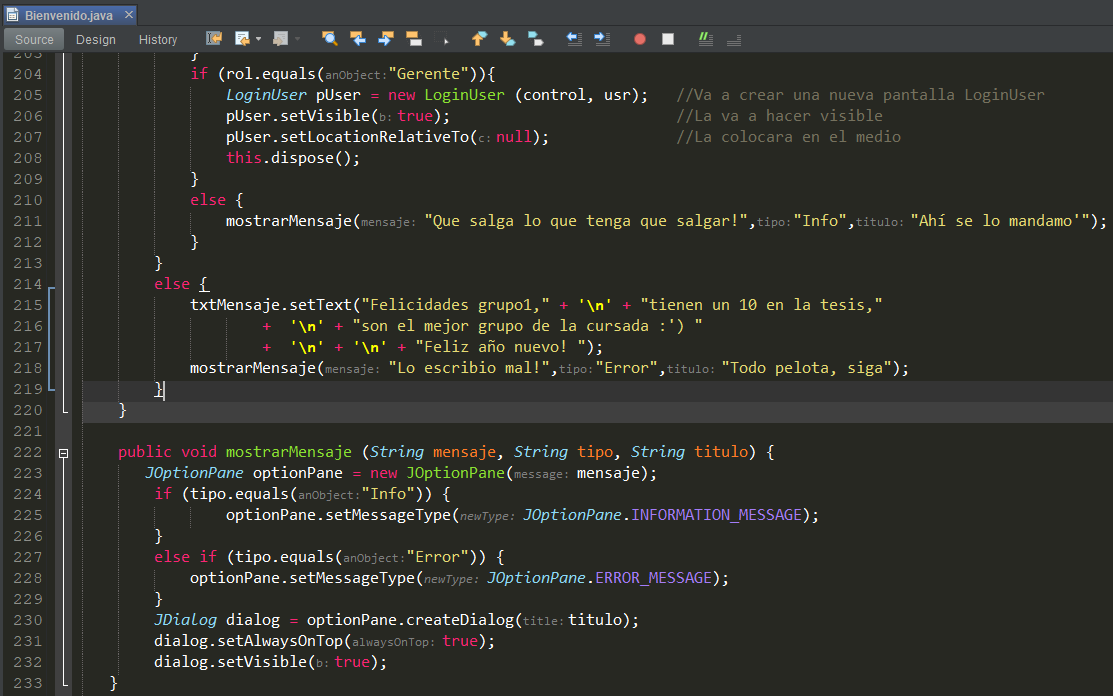 Bienvenido.java
Source Design History
203 }
204 if (rol.equals(anObject:"Gerente")){
205 LoginUser pUser = new LoginUser (control, usr); //Va a crear una nueva pantalla LoginUser
206 pUser.setVisible(b: true); //La va a hacer visible
207 pUser.setLocationRelativeTo(c: null); //La colocara en el medio
208 this.dispose();
209 }
210 else {
211 mostrarMensaje(mensaje: "Que salga lo que tenga que salgar!",tipo:"Info",titulo: "Ahí se lo mandamo'");
212 }
213 }
214 else {
215 txtMensaje.setText("Felicidades grupo1," + '\n' + "tienen un 10 en la tesis,"
216 + '\n' + "son el mejor grupo de la cursada :') "
217 + '\n' + '\n' + "Feliz año nuevo! ");
218 mostrarMensaje(mensaje: "Lo escribio mal!",tipo:"Error",titulo: "Todo pelota, siga");
219 }
220 }
221
222 public void mostrarMensaje (String mensaje, String tipo, String titulo) {
223 JOptionPane optionPane = new JOptionPane(message: mensaje);
224 if (tipo.equals(anObject:"Info")) {
225 optionPane.setMessageType(newType: JOptionPane.INFORMATION_MESSAGE);
226 }
227 else if (tipo.equals(anObject:"Error")) {
228 optionPane.setMessageType(newType: JOptionPane.ERROR_MESSAGE);
229 }
230 JDialog dialog = optionPane.createDialog(title: titulo);
231 dialog.setAlwaysOnTop(alwaysOnTop: true);
232 dialog.setVisible(b: true);
233 }